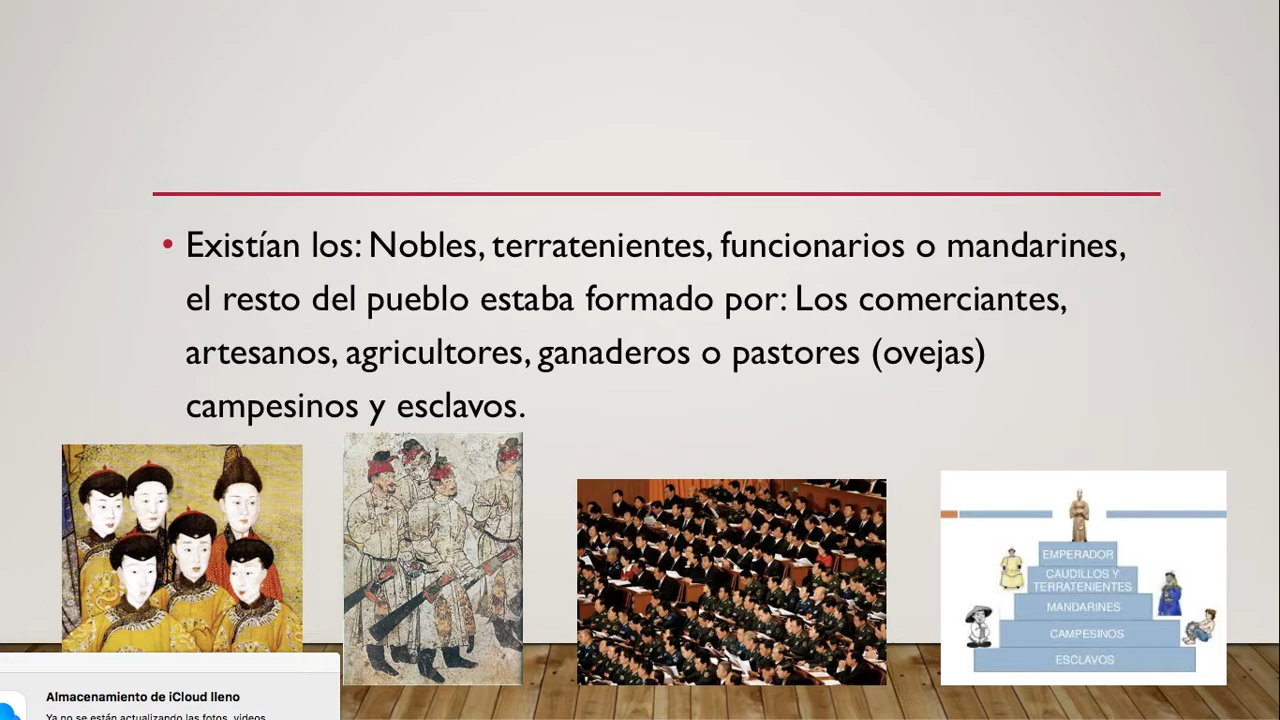 • Existían los: Nobles, terratenientes, funcionarios o mandarines,
el resto del pueblo estaba formado por: Los comerciantes,
artesanos, agricultores, ganaderos o pastores (ovejas)
campesinos y esclavos.
EMPERADOR
CAUDILLOS Y
TERRATENIENTES
MANDARINES
CAMPESINOS
ESCLAVOS
Almacenamiento de iCloud lleno
Ya no se están actualizando las fotos, videos